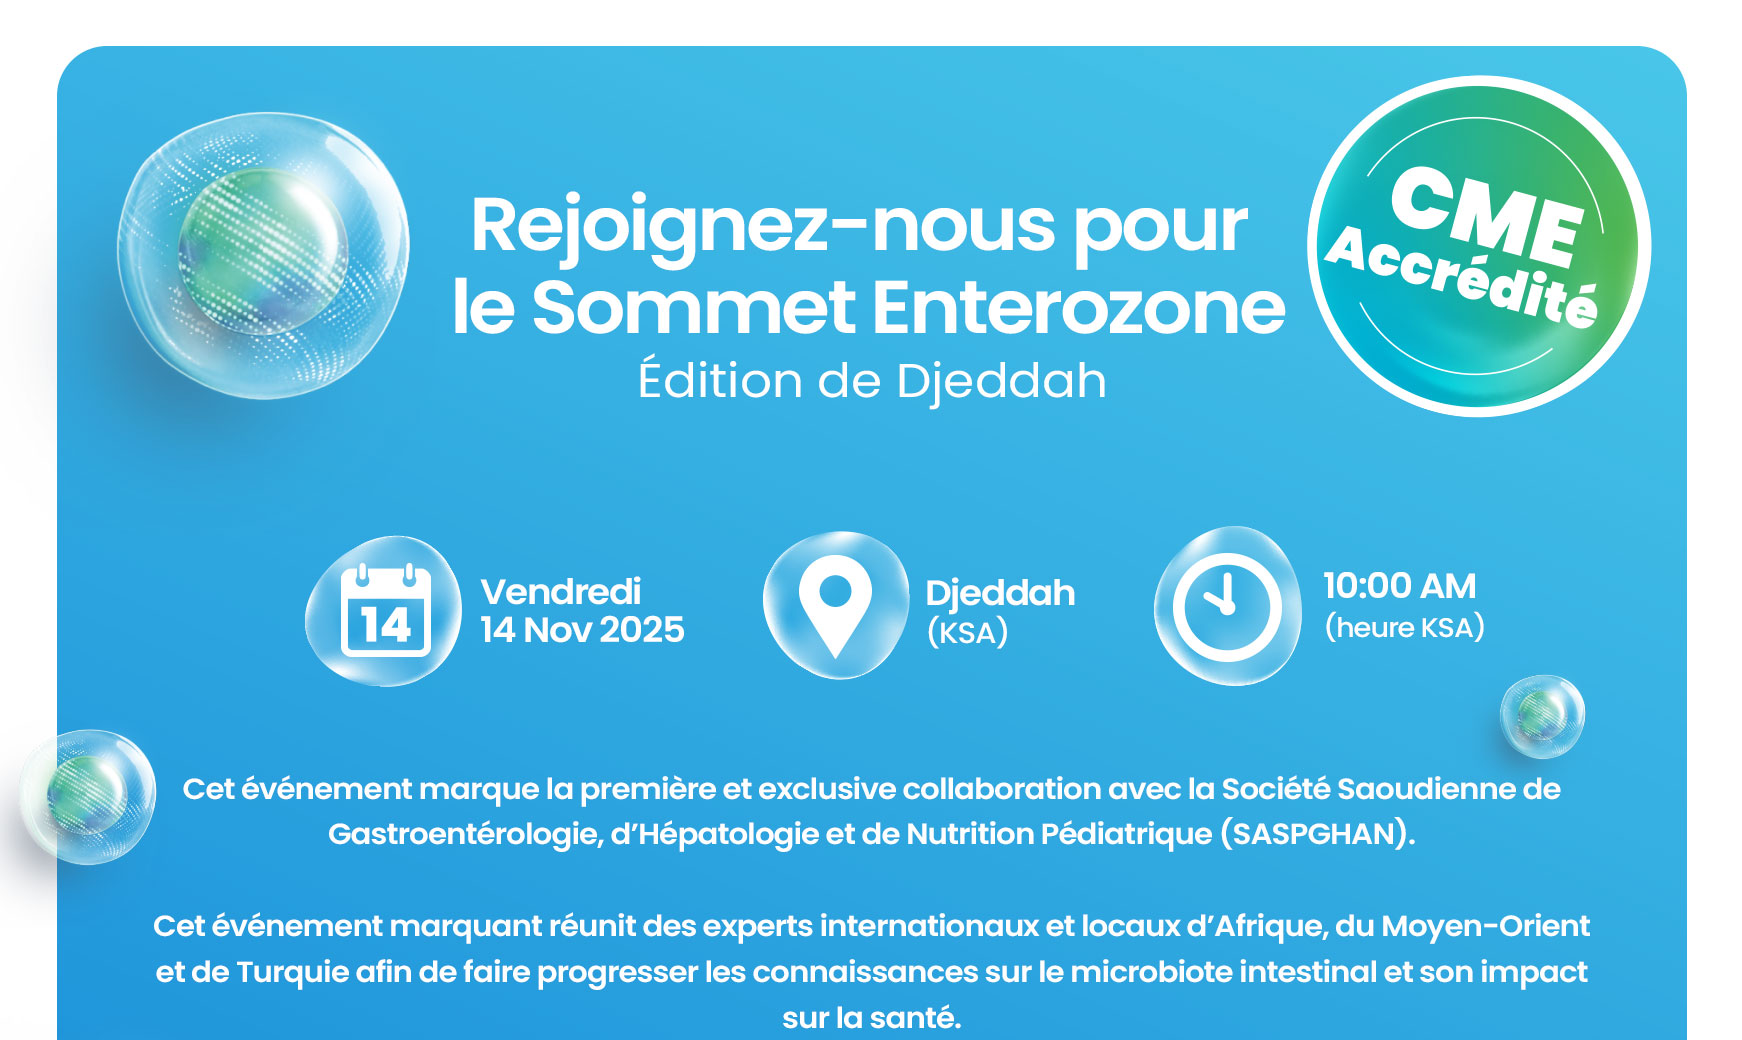 Rejoignez-nous pour
le Sommet Enterozone
Édition de Djeddah
CME
Accrédité
14
Vendredi
14 Nov 2025
Djeddah
(KSA)
10:00 AM
(heure KSA)
Cet événement marque la première et exclusive collaboration avec la Société Saoudienne de
Gastroentérologie, d’Hépatologie et de Nutrition Pédiatrique (SASPGHAN).
Cet événement marquant réunit des experts internationaux et locaux d’Afrique, du Moyen-Orient
et de Turquie afin de faire progresser les connaissances sur le microbiote intestinal et son impact
sur la santé.